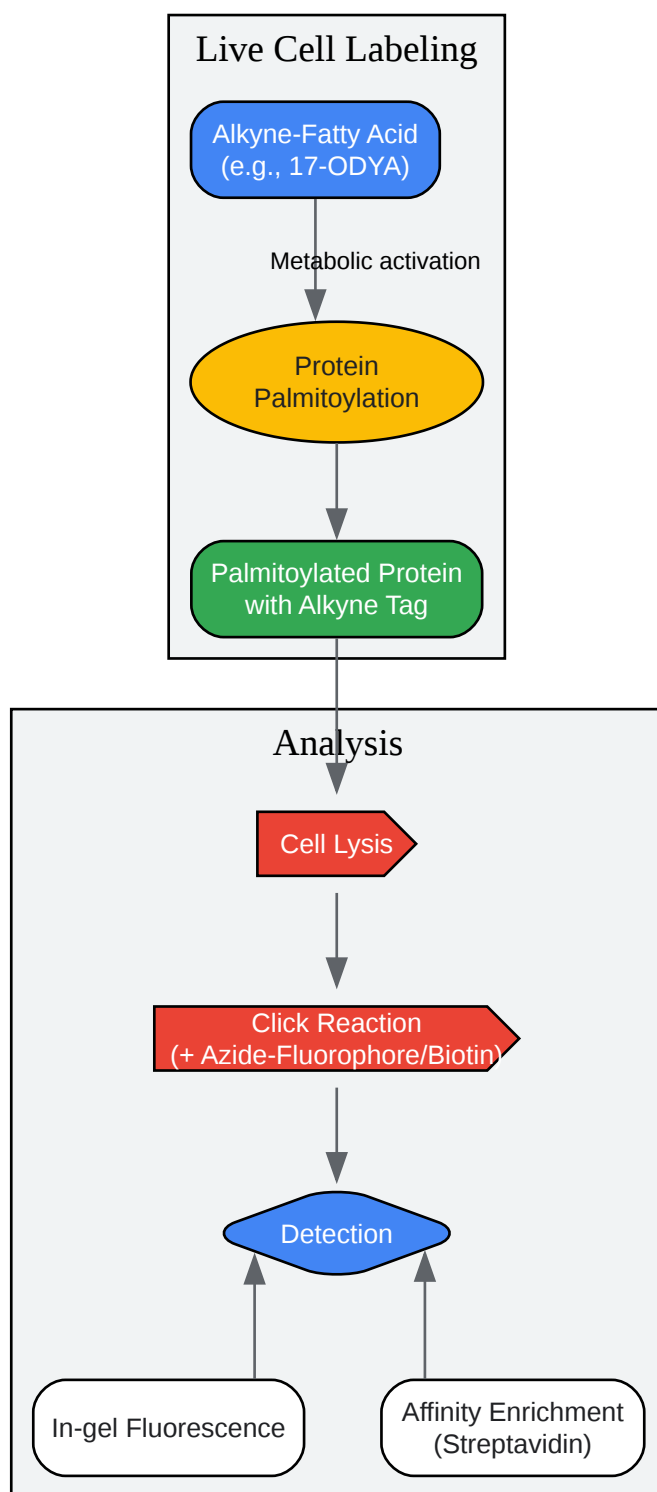 Live Cell Labeling
Alkyne-Fatty Acid
(e.g., 17-ODYA)
Metabolic activation
Protein
Palmitoylation
Palmitoylated Protein
with Alkyne Tag
Analysis
Cell Lysis
Click Reaction
(+ Azide-Fluorophore/Biotin)
Detection
In-gel Fluorescence
Affinity Enrichment
(Streptavidin)